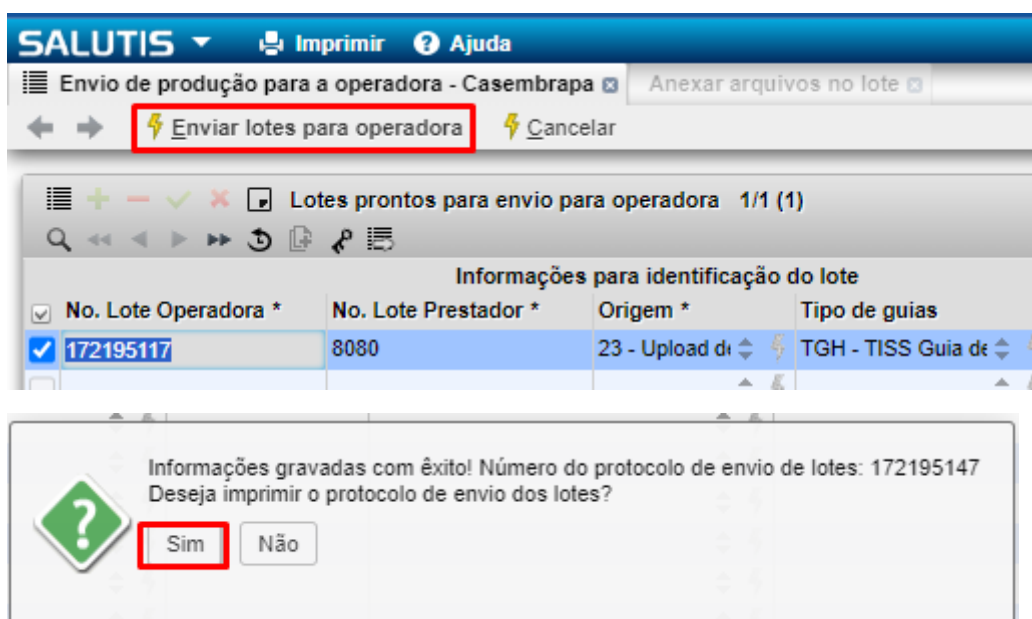 SALUTIS Imprimir Ajuda
Envio de produção para a operadora - Casembrapa Anexar arquivos no lote
Enviar lotes para operadora Cancelar
Lotes prontos para envio para operadora 1/1 (1)
Informações para identificação do lote
No. Lote Operadora * No. Lote Prestador * Origem * Tipo de guias
172195117 8080 23 - Upload de TGH - TISS Guia de
Informações gravadas com êxito! Número do protocolo de envio de lotes: 172195147
Deseja imprimir o protocolo de envio dos lotes?
Sim Não